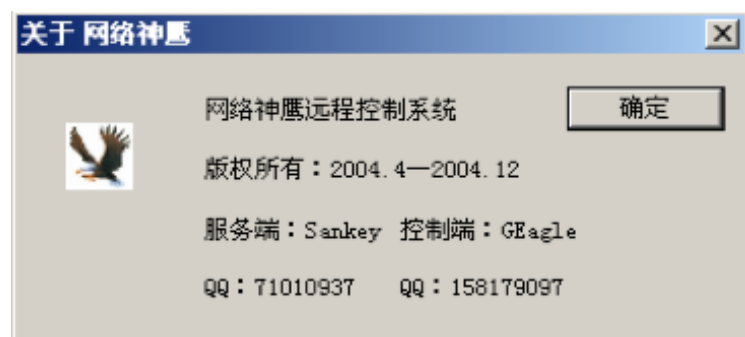 关于 网络神鹰
网络神鹰远程控制系统
确定
版权所有：2004.4—2004.12
服务端：Sankey 控制端：GEagle
QQ：71010937 QQ：158179097